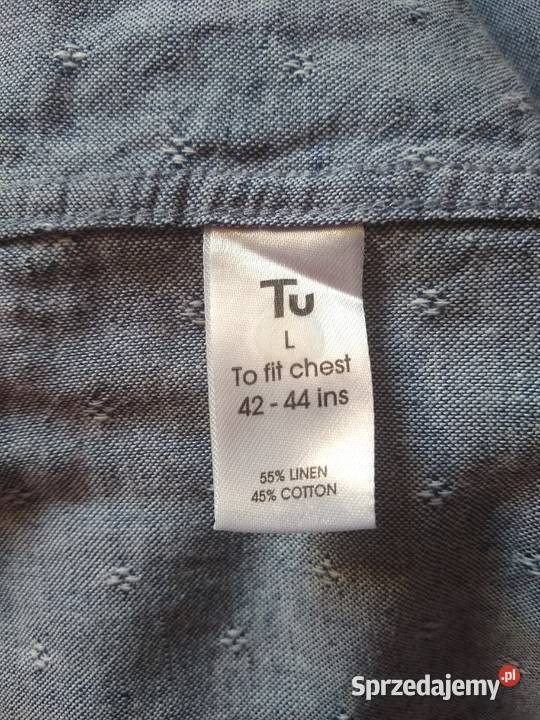 Tu
L
To fit chest
42 - 44 ins
55% LINEN
45% COTTON
Sprzedajemy.pl